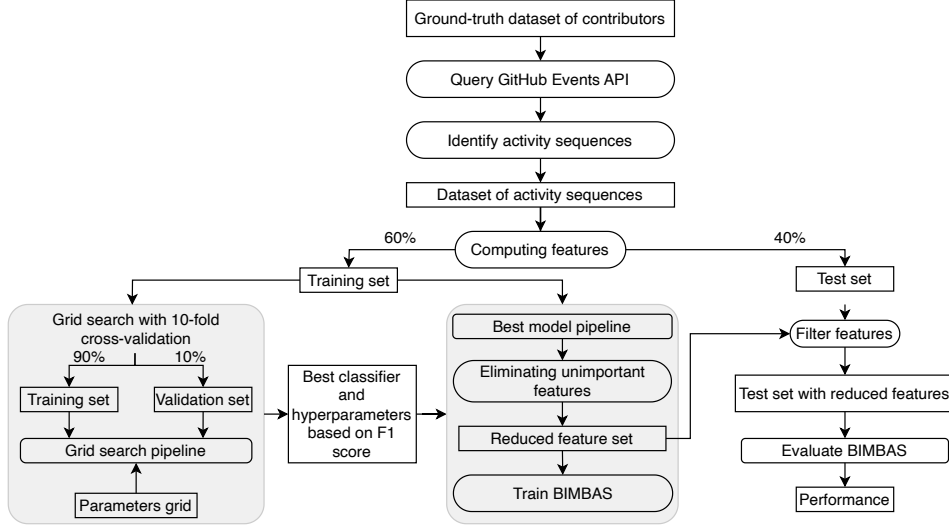 Ground-truth dataset of contributors
Query GitHub Events API
Identify activity sequences
Dataset of activity sequences
60%
Computing features
40%
Training set
Test set
Grid search with 10-fold
cross-validation
90%
10%
Training set
Validation set
Grid search pipeline
Parameters grid
Best classifier
and
hyperparameters
based on F1
score
Best model pipeline
Eliminating unimportant
features
Reduced feature set
Train BIMBAS
Filter features
Test set with reduced features
Evaluate BIMBAS
Performance